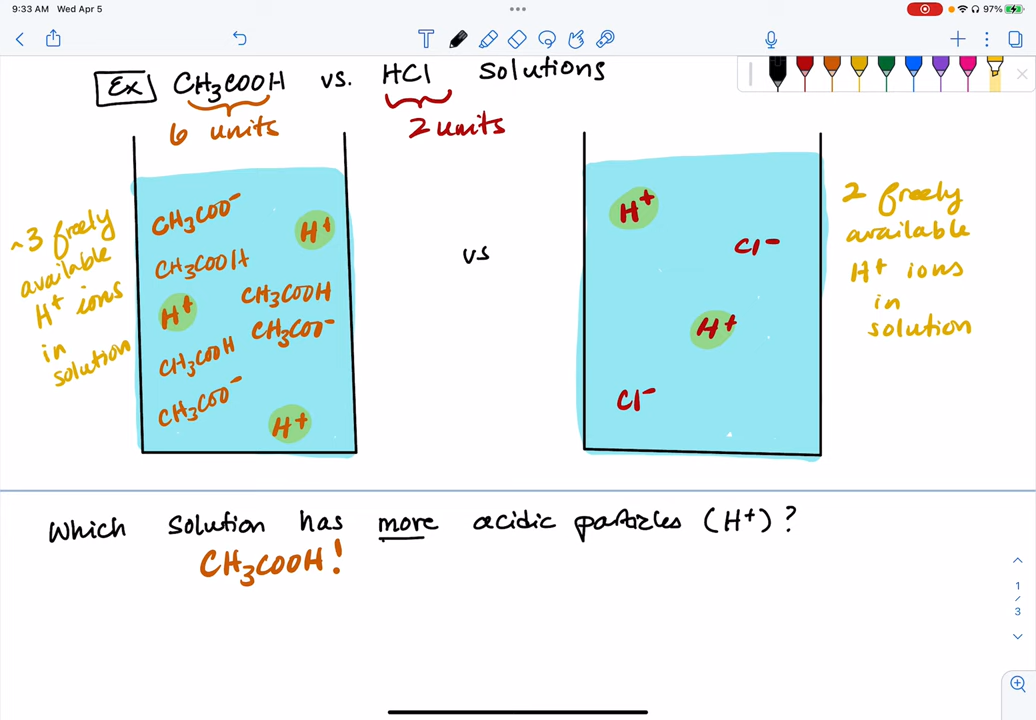 9:33 AM Wed Apr 5
97%
Ex CH₃COOH vs. HCl Solutions
6 units
2 units
~3 freely
available
H⁺ ions
in
solution
CH₃COO⁻
H⁺
CH₃COOH
CH₃COOH
H⁺
CH₃COO⁻
CH₃COOH
CH₃COO⁻
H⁺
vs
H⁺
Cl⁻
H⁺
Cl⁻
2 freely
available
H⁺ ions
in
solution
Which solution has more acidic particles (H⁺)?
CH₃COOH!
1
/
3